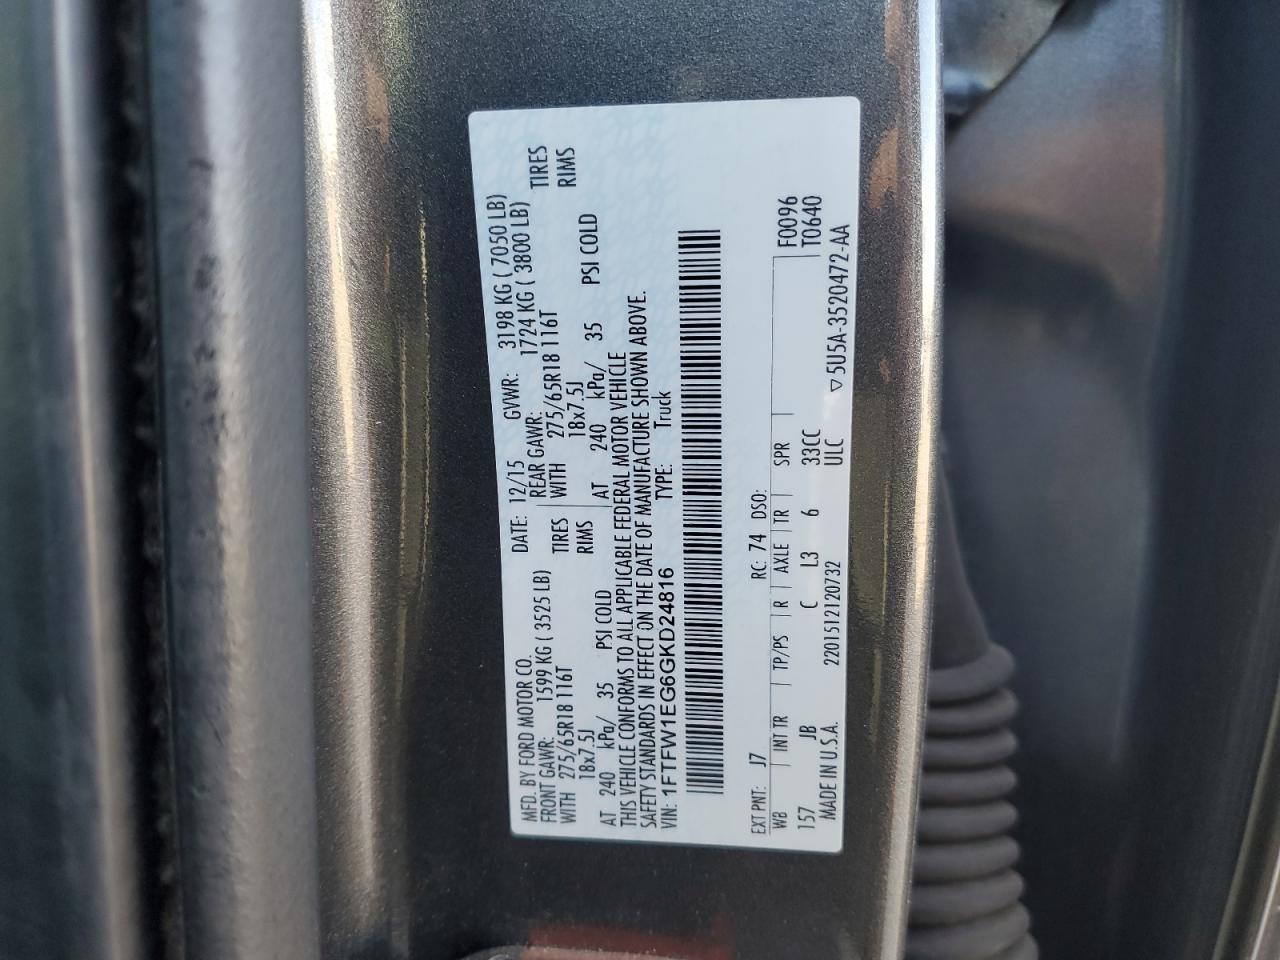 MFD. BY FORD MOTOR CO. DATE: 12/15 GVWR: 3198 KG ( 7050 LB)
FRONT GAWR: 1599 KG ( 3525 LB) REAR GAWR: 1724 KG ( 3800 LB)
WITH 275/65R18 116T TIRES WITH 275/65R18 116T TIRES
18x7.5J RIMS 18x7.5J RIMS
AT 240 kPa/ 35 PSI COLD AT 240 kPa/ 35 PSI COLD
THIS VEHICLE CONFORMS TO ALL APPLICABLE FEDERAL MOTOR VEHICLE
SAFETY STANDARDS IN EFFECT ON THE DATE OF MANUFACTURE SHOWN ABOVE.
VIN: 1FTFW1EG6GKD24816 TYPE: Truck
EXT PNT: J7 RC: 74 DSO:
WB INT TR TP/PS R AXLE TR SPR F0096
157 JB C L3 6 33CC T0640
MADE IN U.S.A. 2201512120732 ULC ▽5U5A-3520472-AA